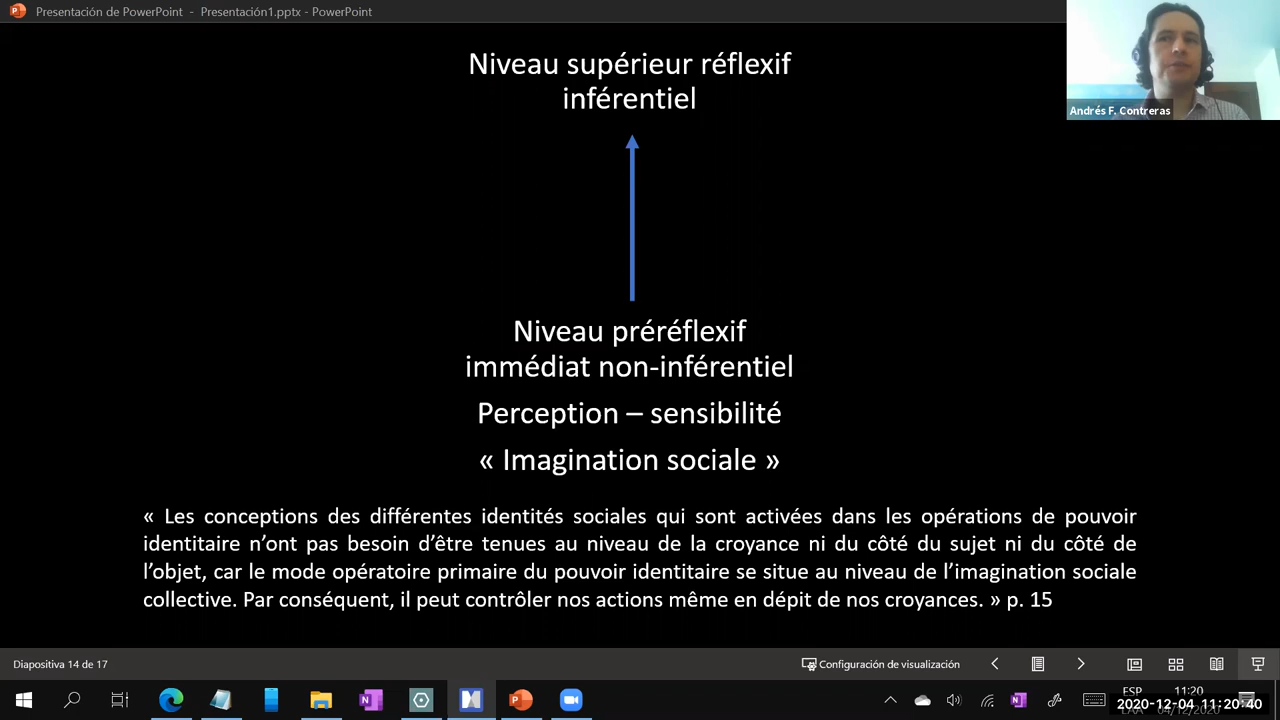 Presentación de PowerPoint - Presentación1.pptx - PowerPoint
Andrés F. Contreras
Niveau supérieur réflexif
inférentiel
Niveau préréflexif
immédiat non-inférentiel
Perception – sensibilité
« Imagination sociale »
« Les conceptions des différentes identités sociales qui sont activées dans les opérations de pouvoir
identitaire n’ont pas besoin d’être tenues au niveau de la croyance ni du côté du sujet ni du côté de
l’objet, car le mode opératoire primaire du pouvoir identitaire se situe au niveau de l’imagination sociale
collective. Par conséquent, il peut contrôler nos actions même en dépit de nos croyances. » p. 15
Diapositiva 14 de 17
Configuración de visualización
ESP
11:20
2020-12-04 11:20:40
04/12/2020